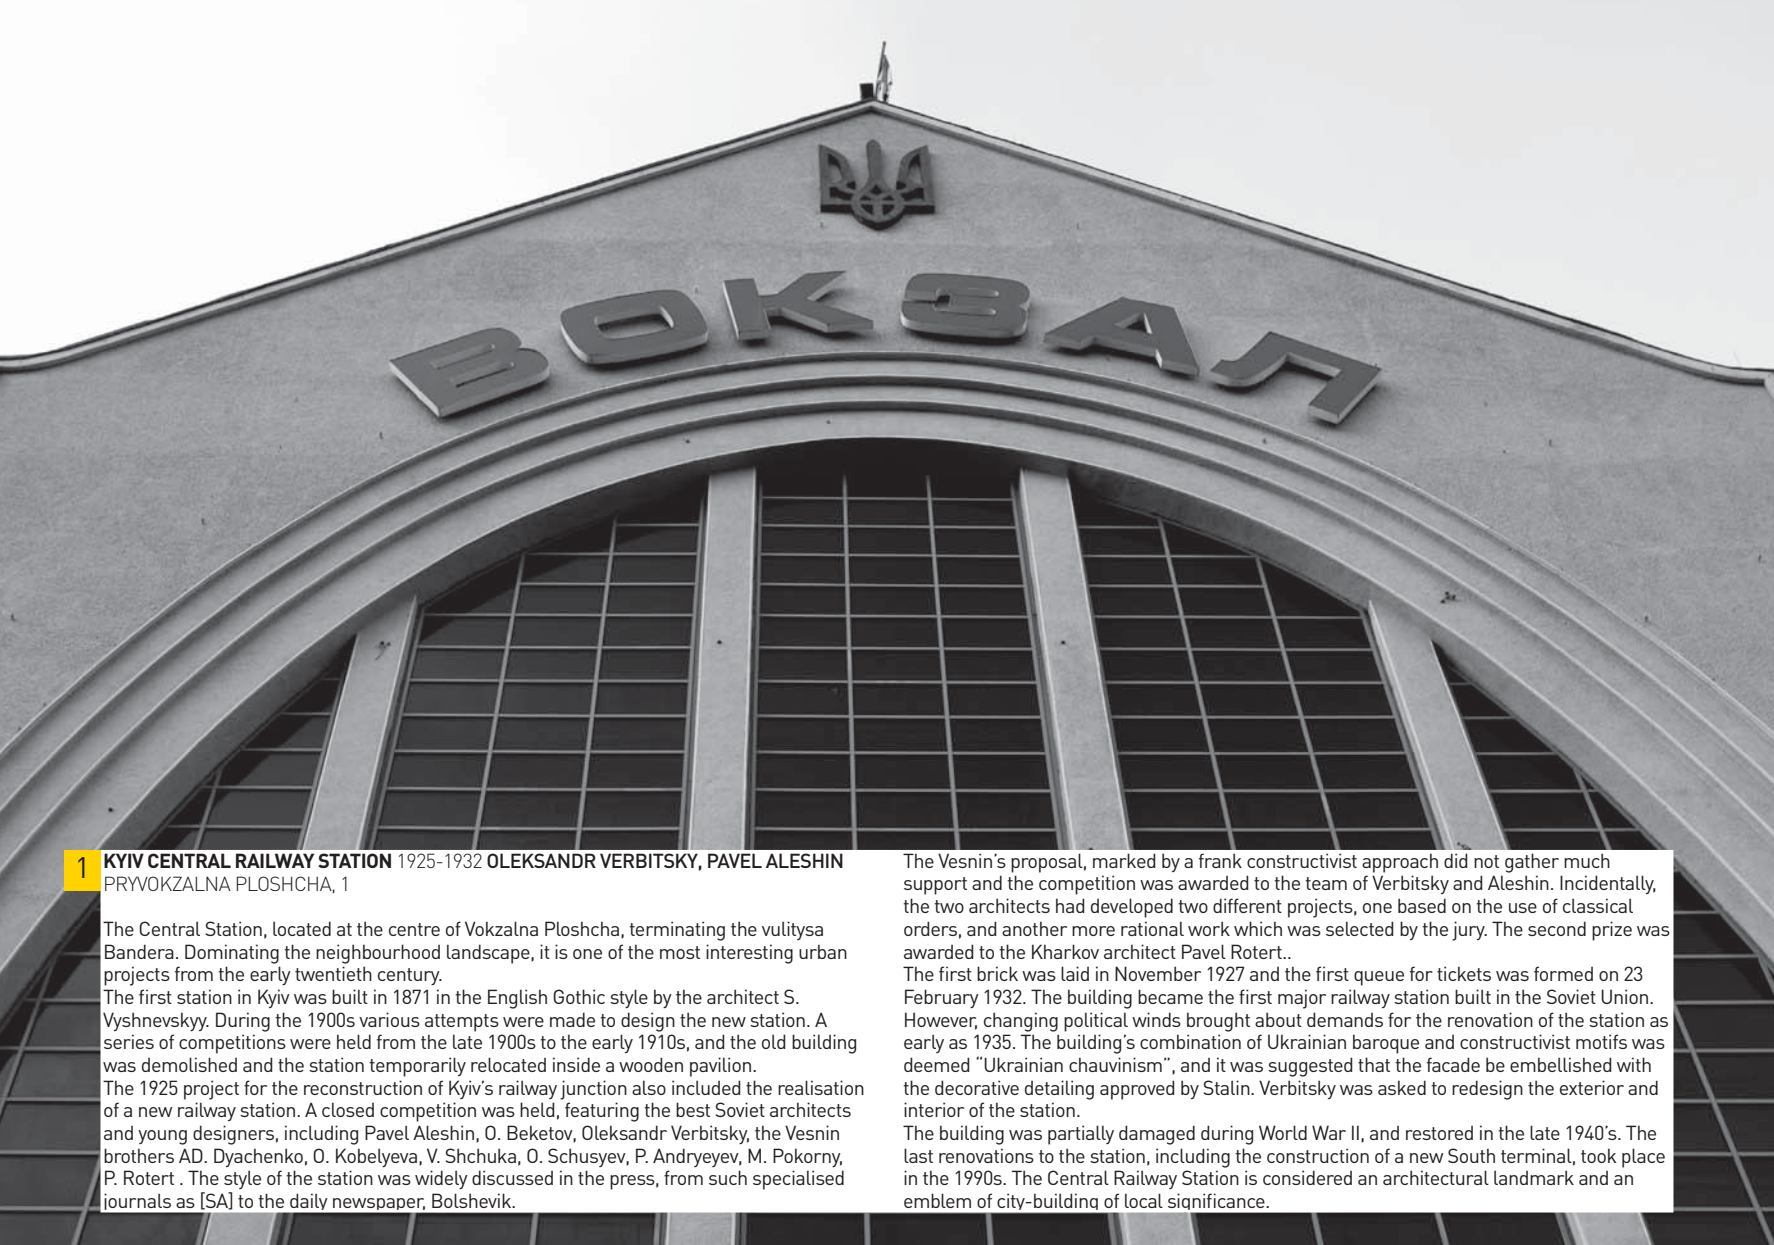 ВОКЗАЛ
1
KYIV CENTRAL RAILWAY STATION 1925-1932 OLEKSANDR VERBITSKY, PAVEL ALESHIN
PRYVOKZALNA PLOSHCHA, 1
The Central Station, located at the centre of Vokzalna Ploshcha, terminating the vulitysa
Bandera. Dominating the neighbourhood landscape, it is one of the most interesting urban
projects from the early twentieth century.
The first station in Kyiv was built in 1871 in the English Gothic style by the architect S.
Vyshnevskyy. During the 1900s various attempts were made to design the new station. A
series of competitions were held from the late 1900s to the early 1910s, and the old building
was demolished and the station temporarily relocated inside a wooden pavilion.
The 1925 project for the reconstruction of Kyiv's railway junction also included the realisation
of a new railway station. A closed competition was held, featuring the best Soviet architects
and young designers, including Pavel Aleshin, O. Beketov, Oleksandr Verbitsky, the Vesnin
brothers AD. Dyachenko, O. Kobelyeva, V. Shchuka, O. Schusyev, P. Andryeyev, M. Pokorny,
P. Rotert . The style of the station was widely discussed in the press, from such specialised
journals as [SA] to the daily newspaper, Bolshevik.
The Vesnin's proposal, marked by a frank constructivist approach did not gather much
support and the competition was awarded to the team of Verbitsky and Aleshin. Incidentally,
the two architects had developed two different projects, one based on the use of classical
orders, and another more rational work which was selected by the jury. The second prize was
awarded to the Kharkov architect Pavel Rotert..
The first brick was laid in November 1927 and the first queue for tickets was formed on 23
February 1932. The building became the first major railway station built in the Soviet Union.
However, changing political winds brought about demands for the renovation of the station as
early as 1935. The building's combination of Ukrainian baroque and constructivist motifs was
deemed "Ukrainian chauvinism", and it was suggested that the facade be embellished with
the decorative detailing approved by Stalin. Verbitsky was asked to redesign the exterior and
interior of the station.
The building was partially damaged during World War II, and restored in the late 1940's. The
last renovations to the station, including the construction of a new South terminal, took place
in the 1990s. The Central Railway Station is considered an architectural landmark and an
emblem of city-building of local significance.